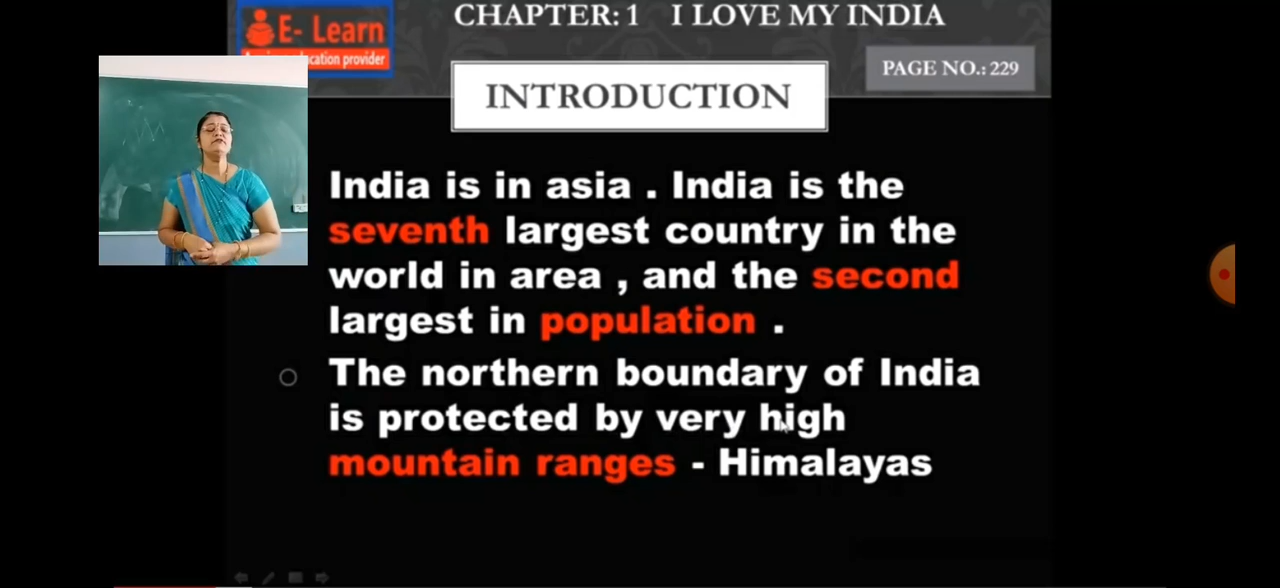 CHAPTER: 1 I LOVE MY INDIA
E- Learn
cation provider
PAGE NO.: 229
INTRODUCTION
India is in asia . India is the
seventh largest country in the
world in area , and the second
largest in population .
The northern boundary of India
is protected by very high
mountain ranges - Himalayas